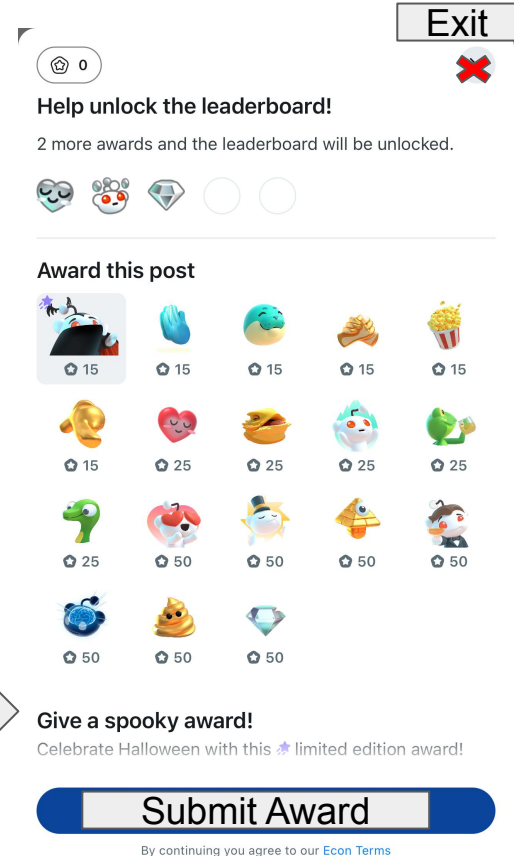 Exit
0
Help unlock the leaderboard!
2 more awards and the leaderboard will be unlocked.
Award this post
15 15 15 15 15
15 25 25 25 25
25 50 50 50 50
50 50 50
Give a spooky award!
Celebrate Halloween with this limited edition award!
Submit Award
By continuing you agree to our Econ Terms